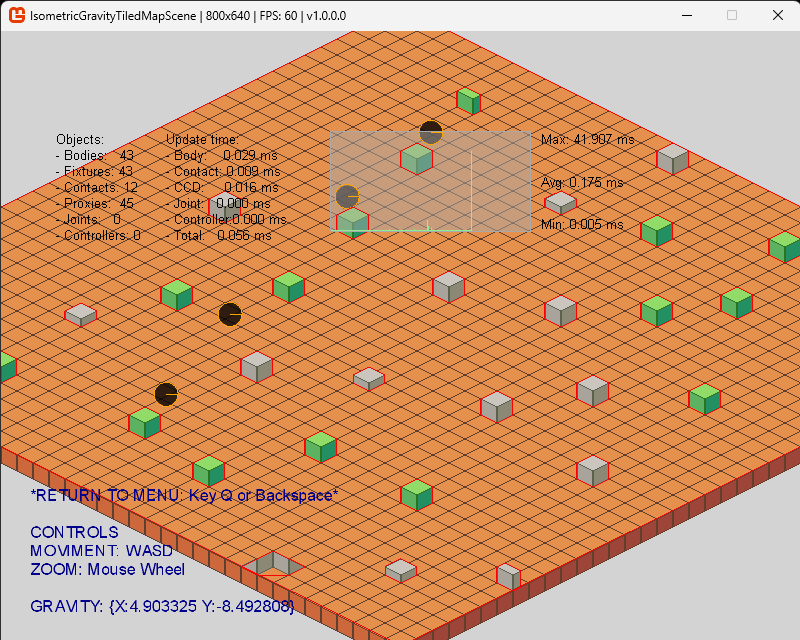 IsometricGravityTiledMapScene | 800x640 | FPS: 60 | v1.0.0.0
Objects:
- Bodies: 43
- Fixtures: 43
- Contacts: 12
- Proxies: 45
- Joints: 0
- Controllers: 0
Update time:
- Body: 0.029 ms
- Contact: 0.009 ms
- CCD: 0.016 ms
- Joint: 0.000 ms
- Controller:0.000 ms
- Total: 0.056 ms
Max: 41.907 ms
Avg: 0.175 ms
Min: 0.005 ms
*RETURN TO MENU: Key Q or Backspace*
CONTROLS
MOVIMENT: WASD
ZOOM: Mouse Wheel
GRAVITY: {X:4.903325 Y:-8.492808}